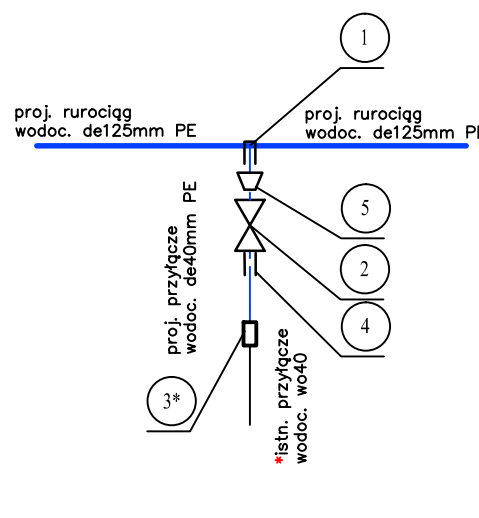 1
proj. rurociąg
wodoc. de125mm PE
proj. rurociąg
wodoc. de125mm PE
5
proj. przyłącze
wodoc. de40mm PE
2
4
3*
*istn. przyłącze
wodoc. wo40